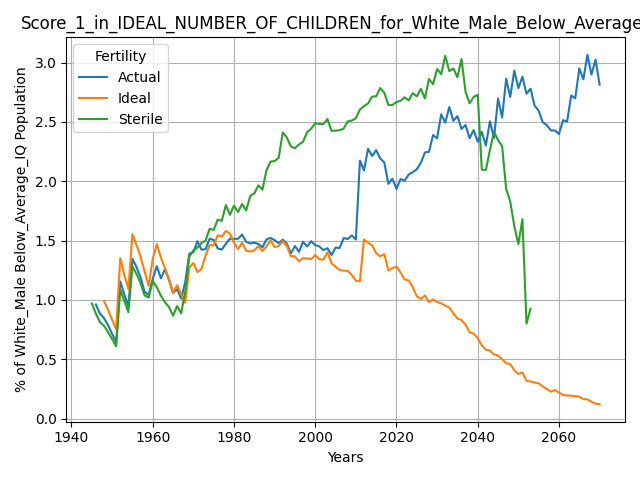 Score_1_in_IDEAL_NUMBER_OF_CHILDREN_for_White_Male_Below_Average
% of White_Male Below_Average_IQ Population
Fertility
Actual
Ideal
Sterile
3.0
2.5
2.0
1.5
1.0
0.5
0.0
1940 1960 1980 2000 2020 2040 2060
Years